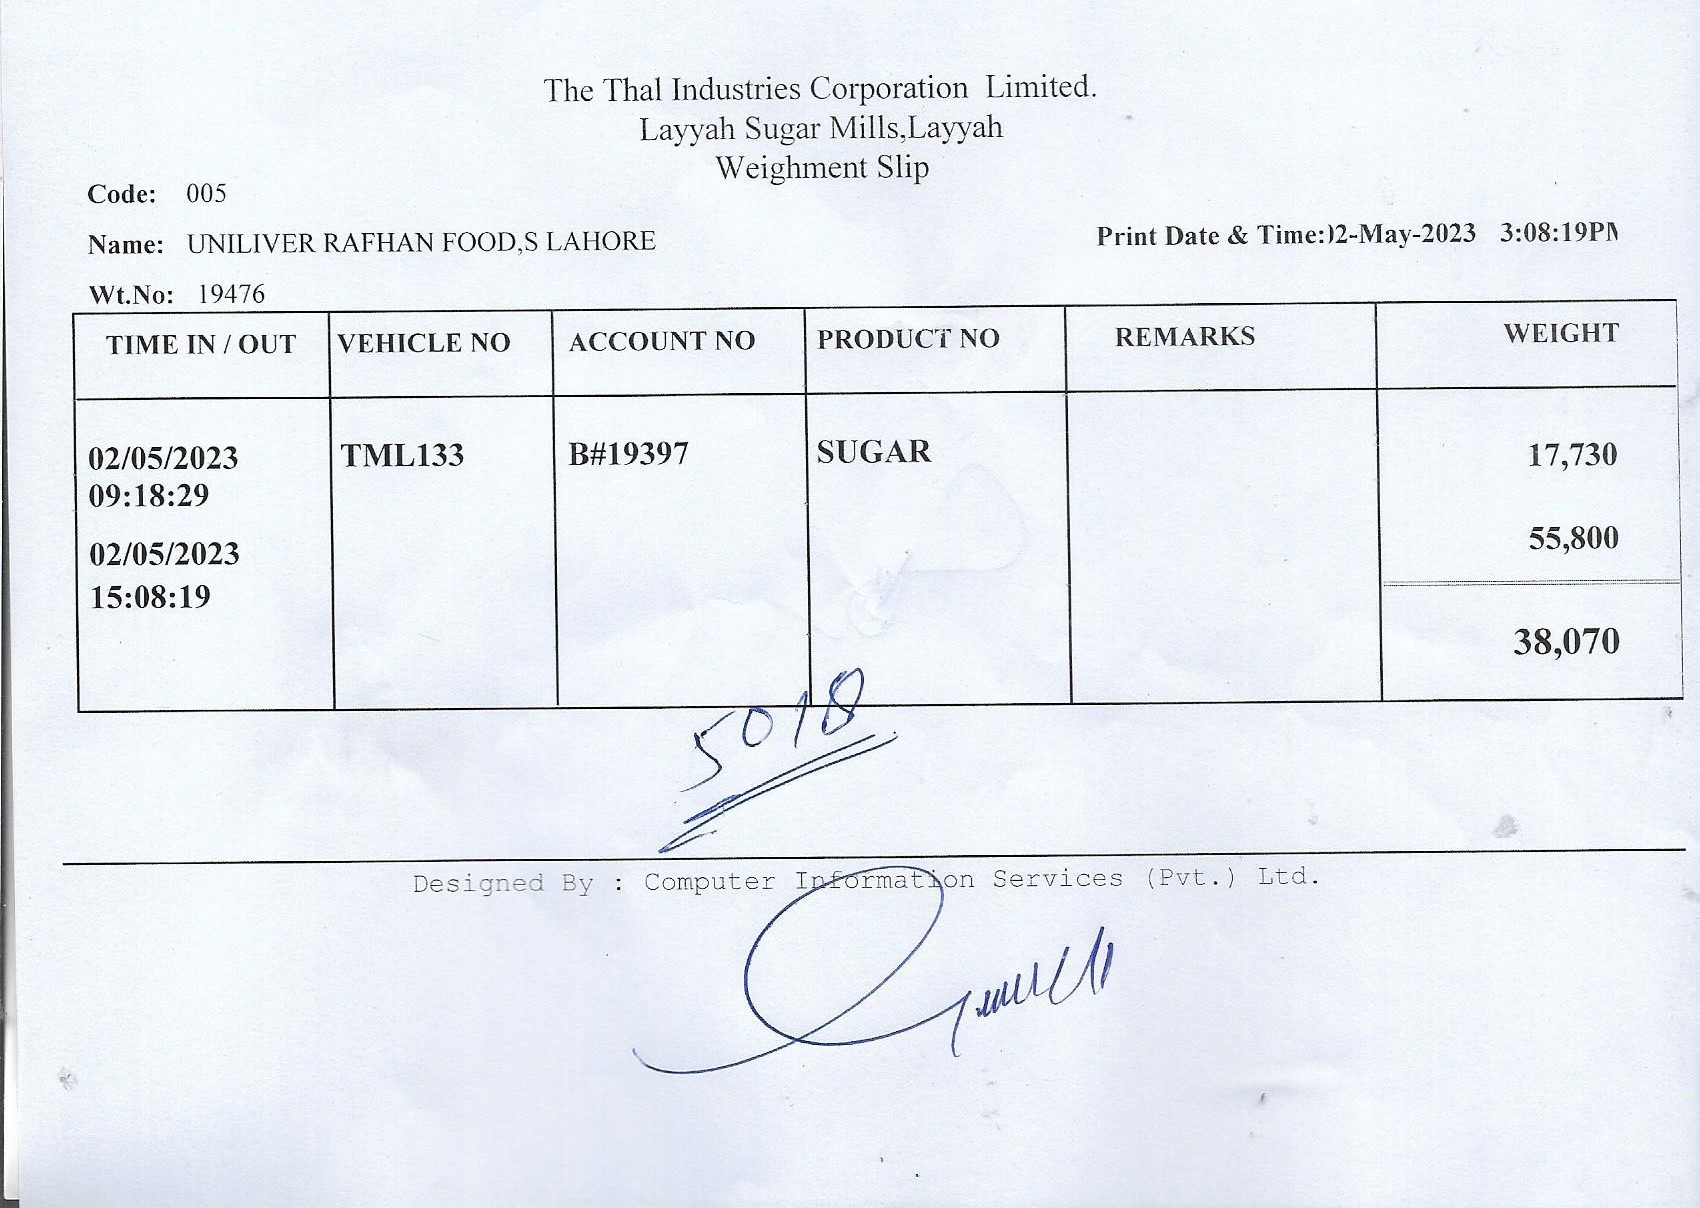 The Thal Industries Corporation Limited.
Layyah Sugar Mills,Layyah
Weighment Slip
Code: 005
Name: UNILIVER RAFHAN FOOD,S LAHORE
Print Date & Time:)2-May-2023 3:08:19PM
Wt.No: 19476
TIME IN / OUT VEHICLE NO ACCOUNT NO PRODUCT NO REMARKS WEIGHT
02/05/2023 TML133 B#19397 SUGAR 17,730
09:18:29
02/05/2023 55,800
15:08:19
38,070
5018
Designed By : Computer Information Services (Pvt.) Ltd.